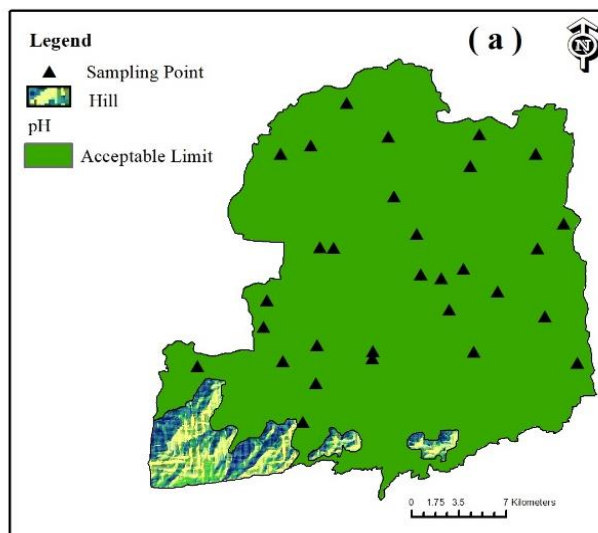 Legend
( a )
N
Sampling Point
Hill
pH
Acceptable Limit
0 1.75 3.5 7 Kilometers